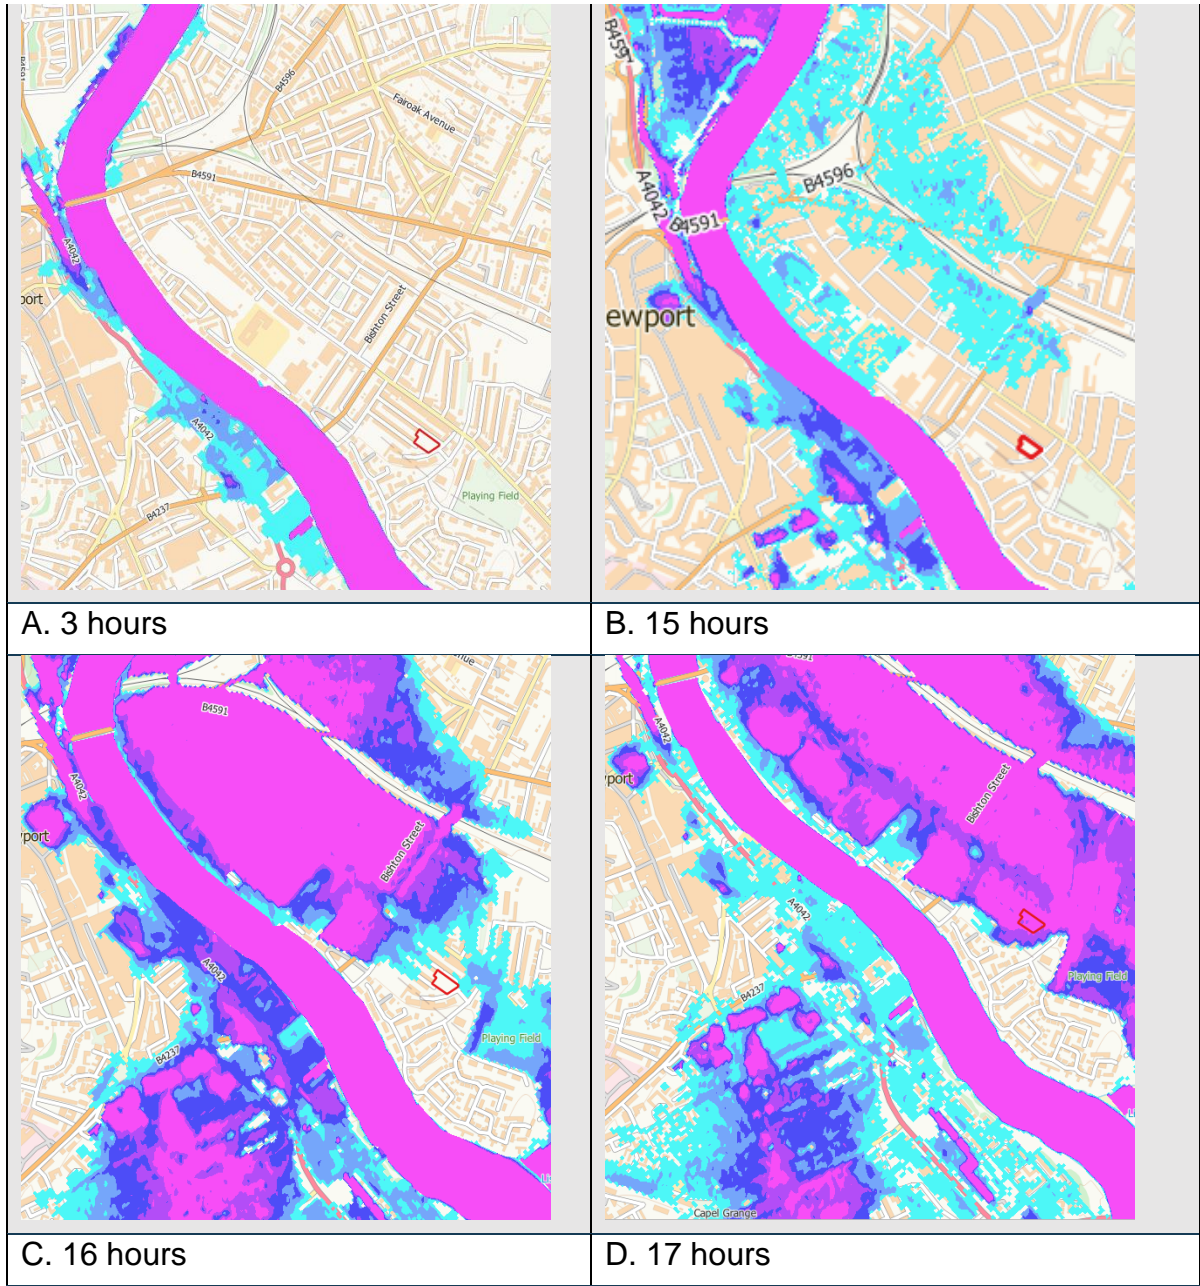 B4591
B4596
Fairoak Avenue
B4591
A4042
port
Bishton Street
A4042
Playing Field
B4237
A. 3 hours
B4591
B4596
A4042
B4591
ewport
B. 15 hours
B4591
A4042
port
Bishton Street
A4042
Playing Field
B4237
C. 16 hours
A4042
port
Bishton Street
A4042
Playing Field
B4237
Capel Grange
D. 17 hours